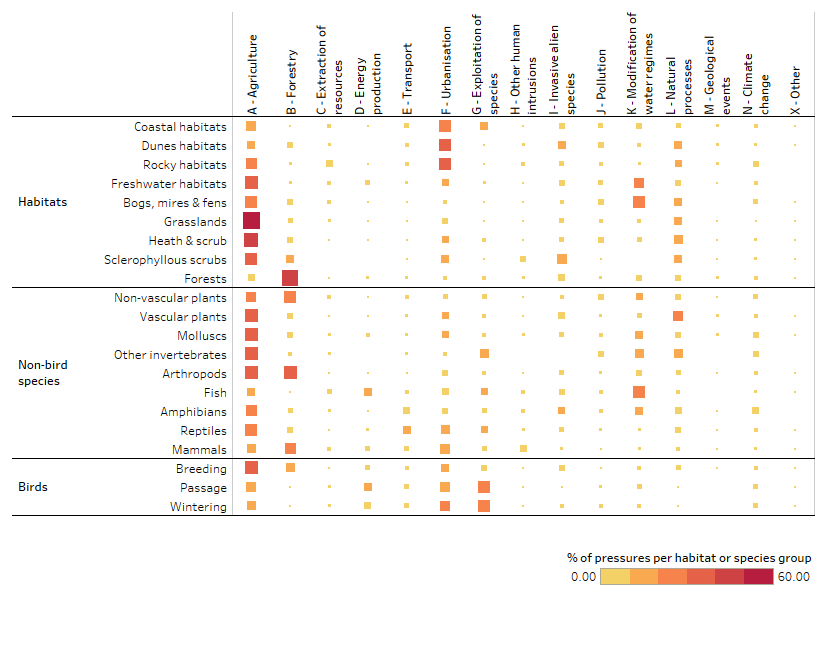 A - Agriculture
B - Forestry
C - Extraction of
resources
D - Energy
production
E - Transport
F - Urbanisation
G - Exploitation of
species
H - Other human
intrusions
I - Invasive alien
species
J - Pollution
K - Modification of
water regimes
L - Natural
processes
M - Geological
events
N - Climate
change
X - Other
Habitats
Coastal habitats
Dunes habitats
Rocky habitats
Freshwater habitats
Bogs, mires & fens
Grasslands
Heath & scrub
Sclerophyllous scrubs
Forests
Non-bird
species
Non-vascular plants
Vascular plants
Molluscs
Other invertebrates
Arthropods
Fish
Amphibians
Reptiles
Mammals
Birds
Breeding
Passage
Wintering
% of pressures per habitat or species group
0.00 60.00